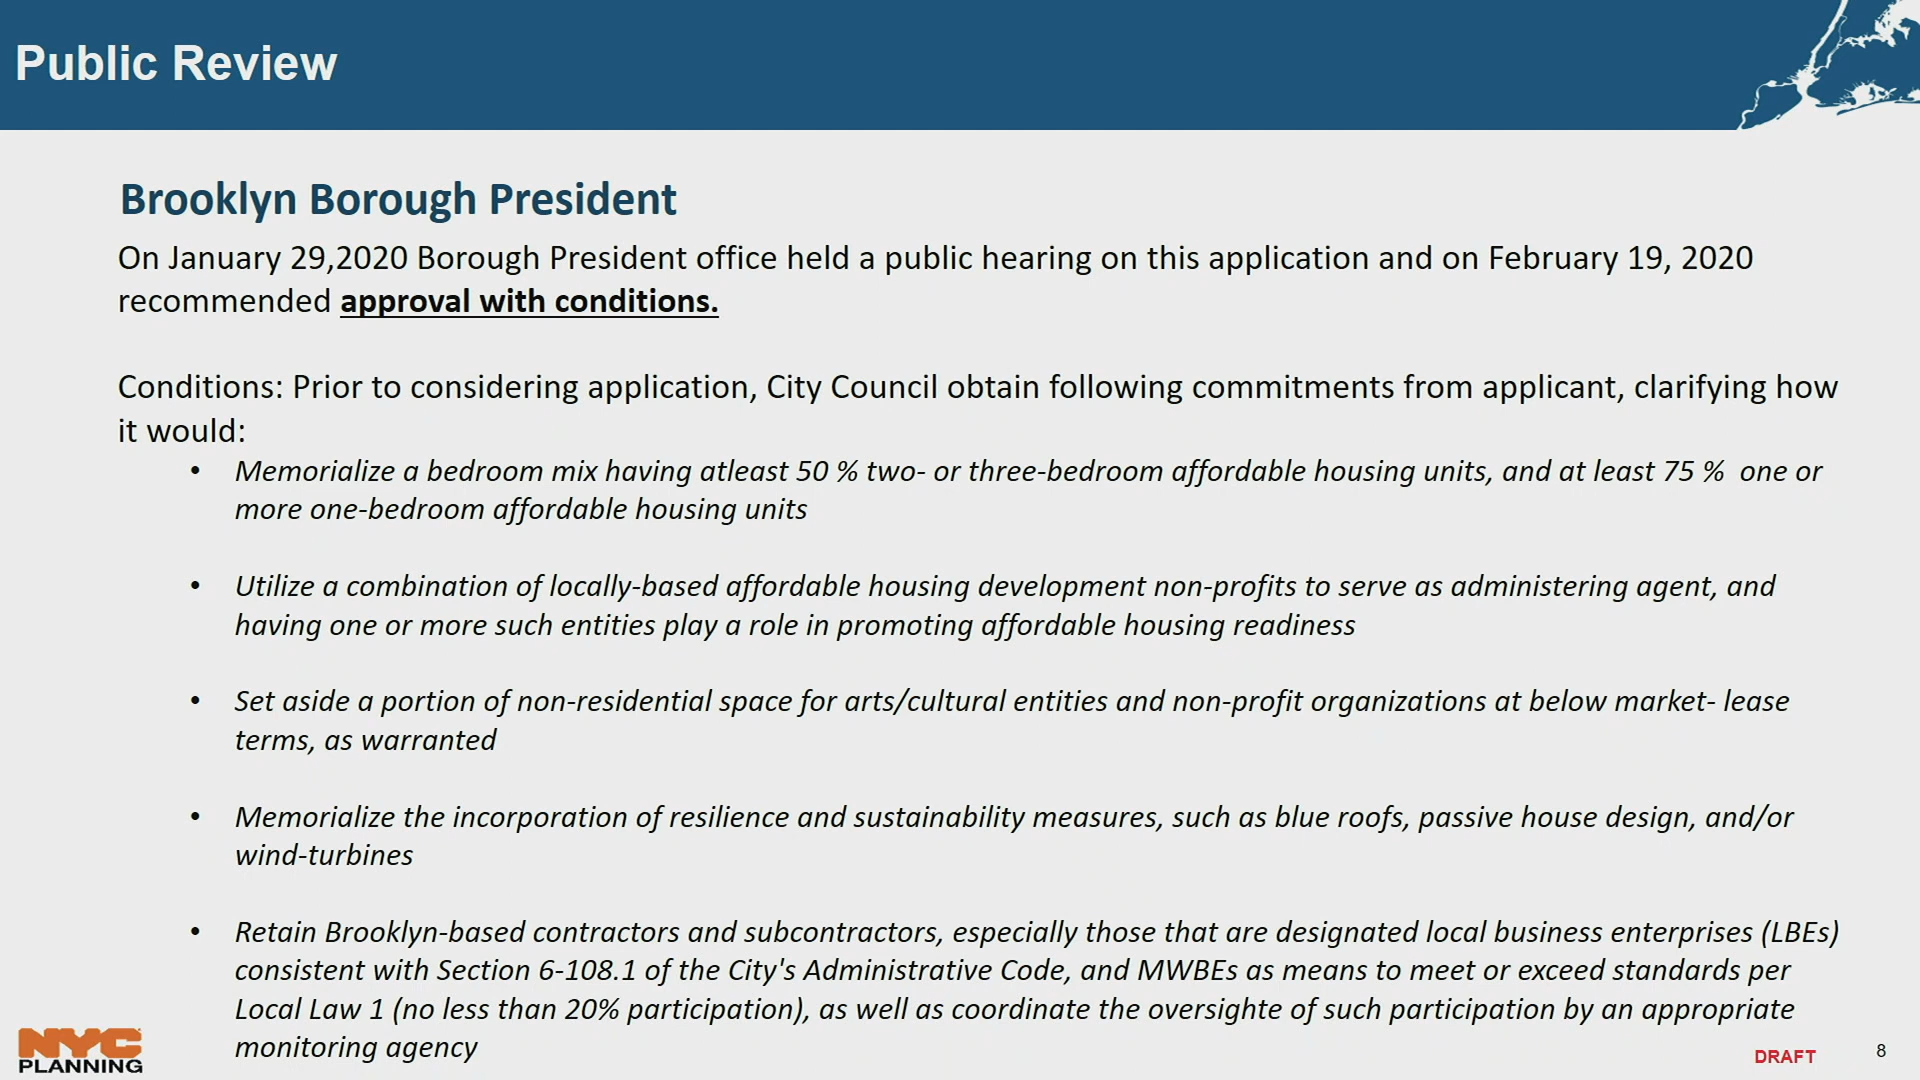 Public Review
Brooklyn Borough President
On January 29,2020 Borough President office held a public hearing on this application and on February 19, 2020
recommended approval with conditions.
Conditions: Prior to considering application, City Council obtain following commitments from applicant, clarifying how
it would:
• Memorialize a bedroom mix having atleast 50 % two- or three-bedroom affordable housing units, and at least 75 % one or
more one-bedroom affordable housing units
• Utilize a combination of locally-based affordable housing development non-profits to serve as administering agent, and
having one or more such entities play a role in promoting affordable housing readiness
• Set aside a portion of non-residential space for arts/cultural entities and non-profit organizations at below market- lease
terms, as warranted
• Memorialize the incorporation of resilience and sustainability measures, such as blue roofs, passive house design, and/or
wind-turbines
• Retain Brooklyn-based contractors and subcontractors, especially those that are designated local business enterprises (LBEs)
consistent with Section 6-108.1 of the City's Administrative Code, and MWBEs as means to meet or exceed standards per
Local Law 1 (no less than 20% participation), as well as coordinate the oversighte of such participation by an appropriate
monitoring agency
NYC
PLANNING
DRAFT
8